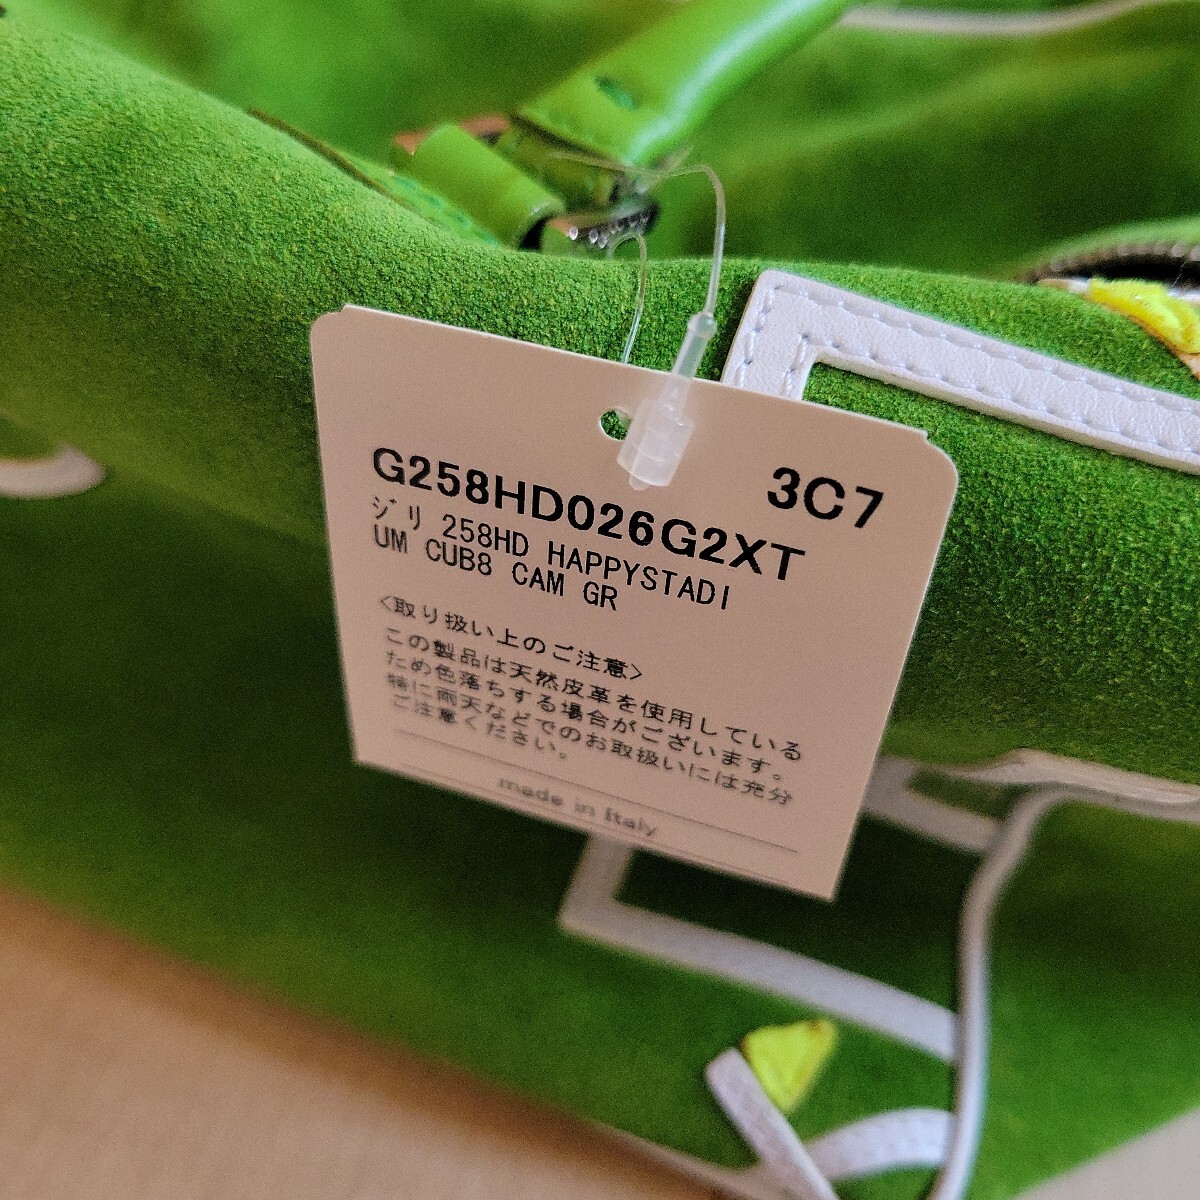 G258HD026G2XT 3C7
ジリ 258HD HAPPYSTADI
UM CUB8 CAM GR
<取り扱い上のご注意>
この製品は天然皮革を使用している
ため色落ちする場合がございます。
特に雨天などでのお取扱いには充分
ご注意ください。
made in Italy